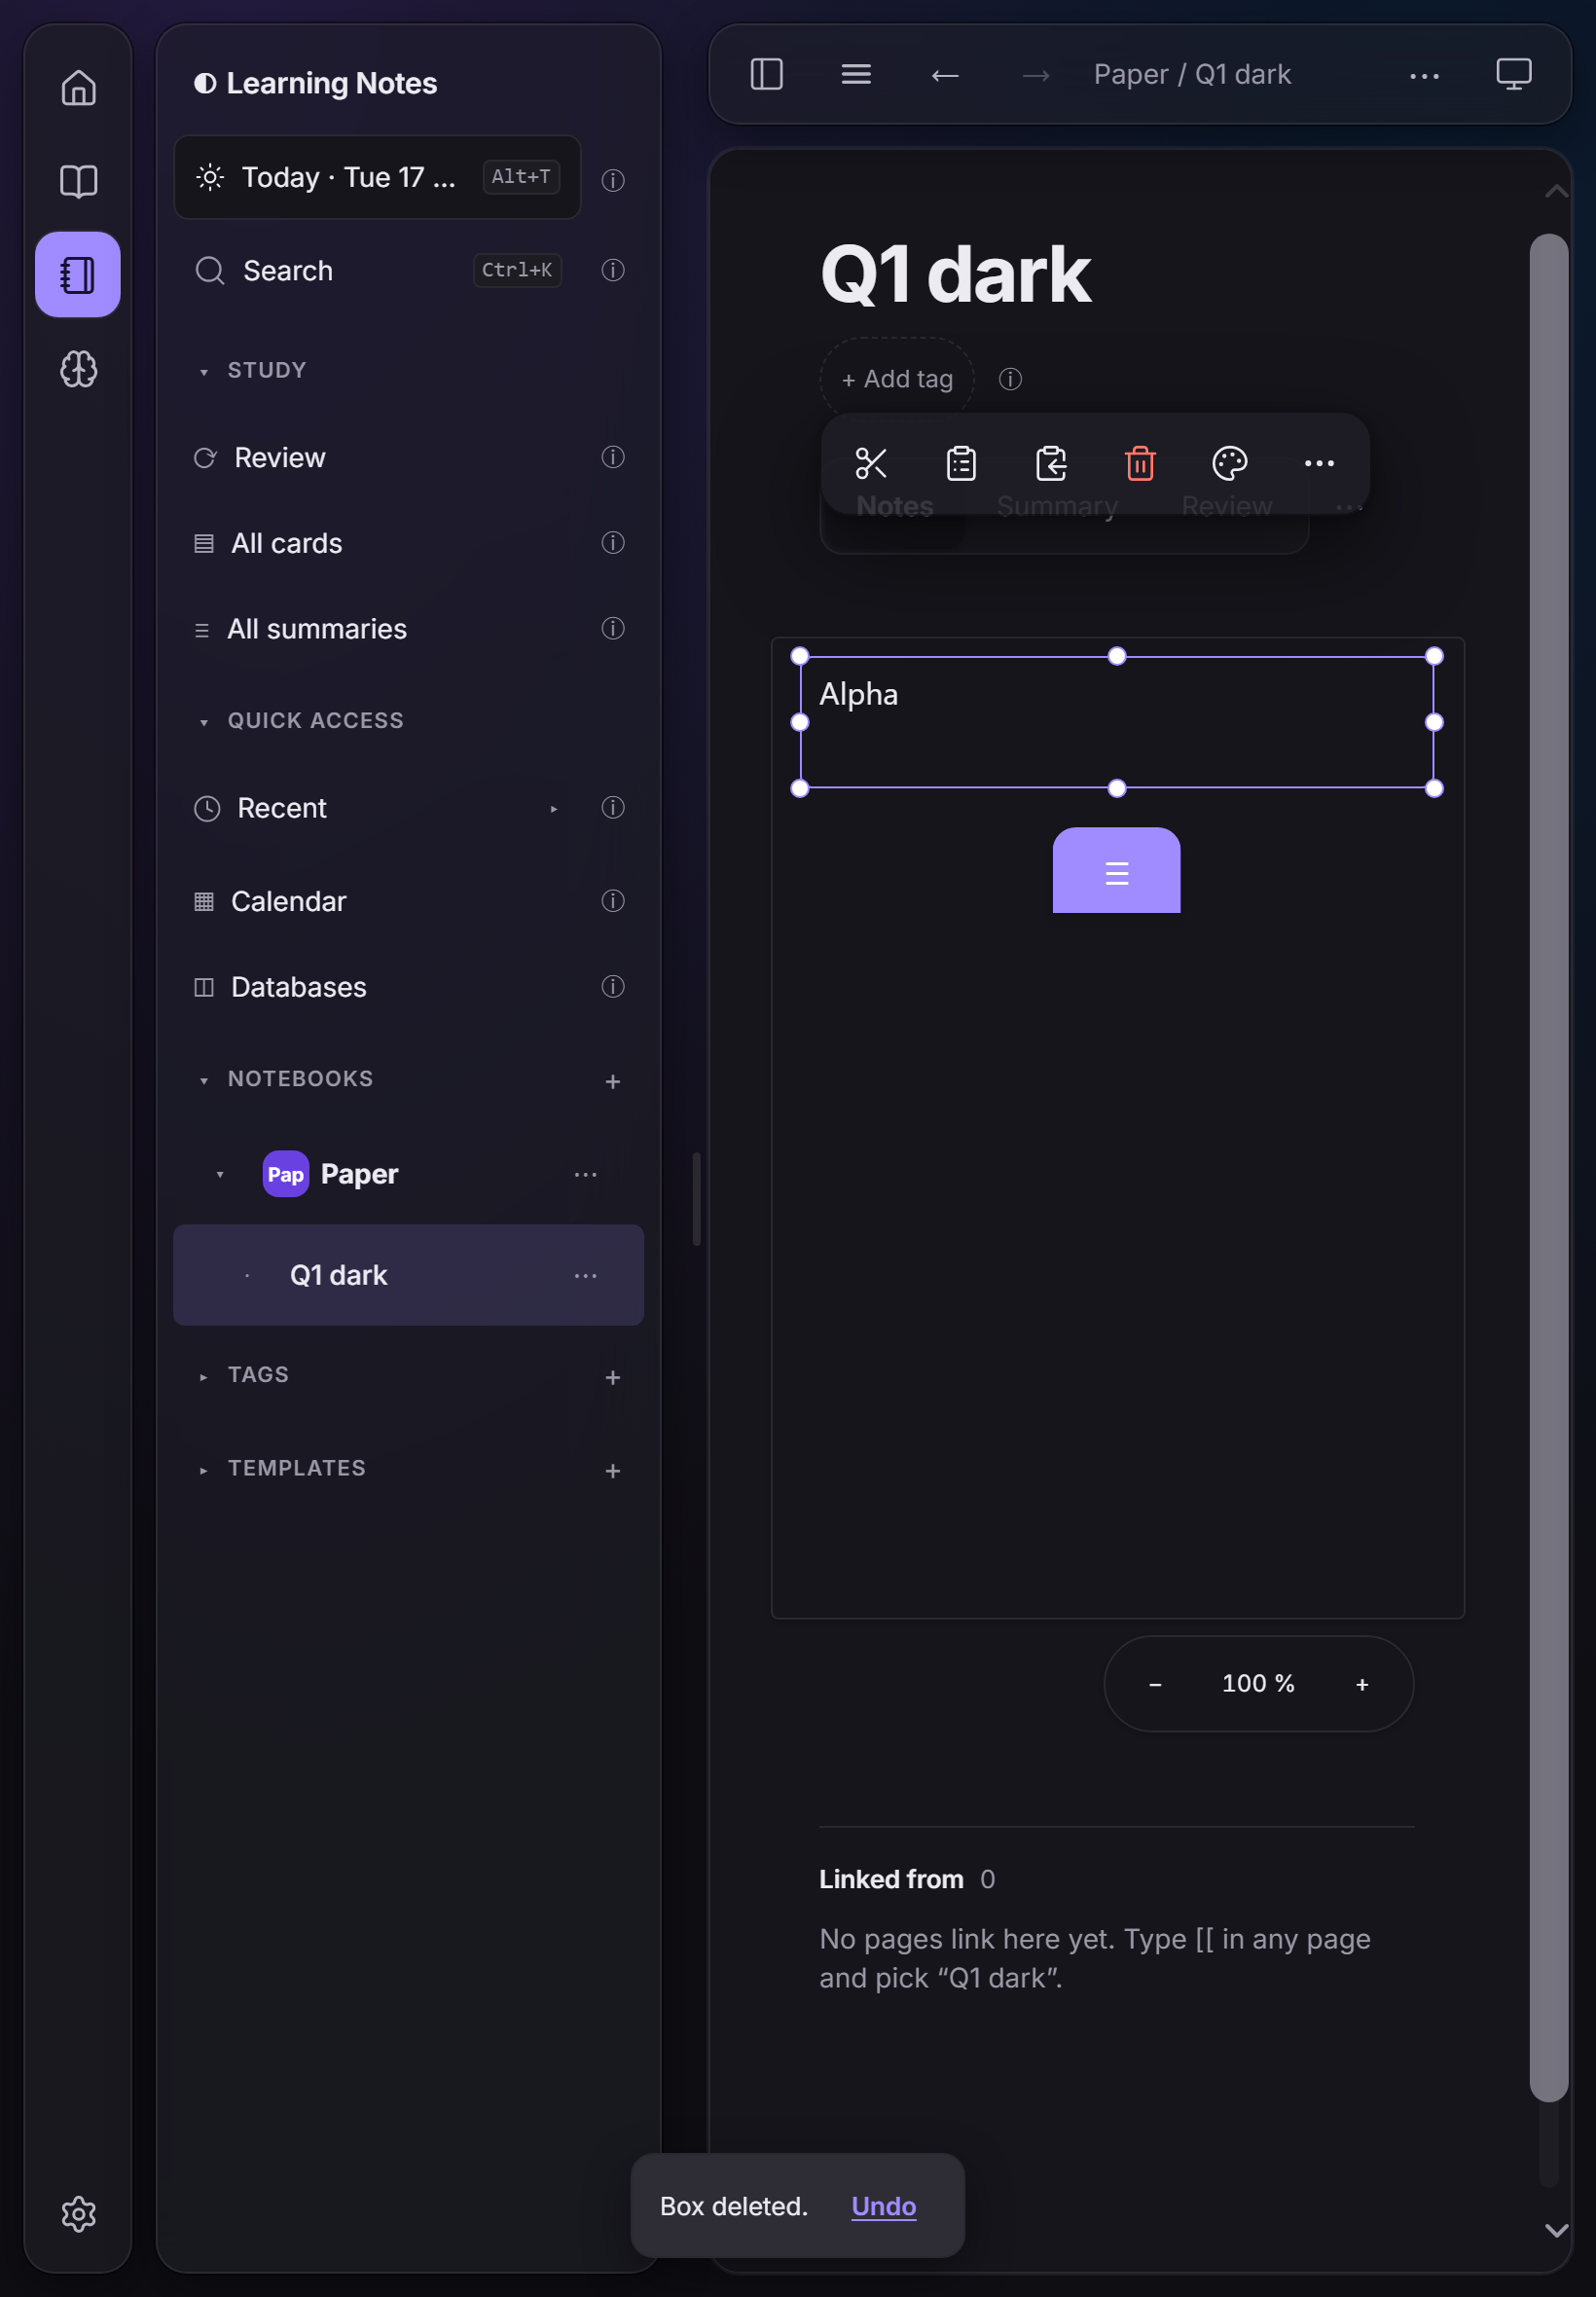 Learning Notes
Today · Tue 17 ... Alt+T
Search Ctrl+K
STUDY
Review
All cards
All summaries
QUICK ACCESS
Recent
Calendar
Databases
NOTEBOOKS +
Pap Paper ...
Q1 dark ...
TAGS +
TEMPLATES +
Paper / Q1 dark ...
Q1 dark
+ Add tag
Notes Summary Review ...
Alpha
− 100 % +
Linked from 0
No pages link here yet. Type [[ in any page
and pick “Q1 dark”.
Box deleted. Undo